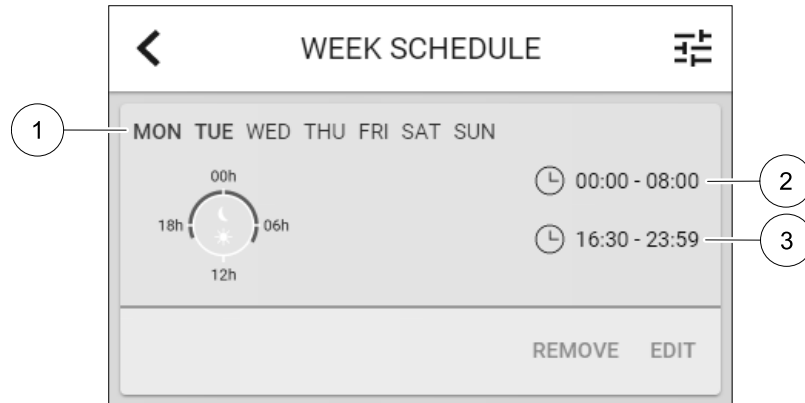 WEEK SCHEDULE
1
MON TUE WED THU FRI SAT SUN
00h
18h 06h
12h
00:00 - 08:00 2
16:30 - 23:59 3
REMOVE EDIT